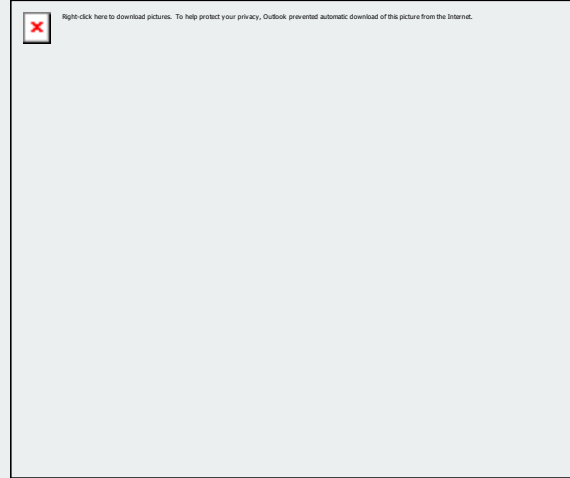 Right-click here to download pictures. To help protect your privacy, Outlook prevented automatic download of this picture from the Internet.